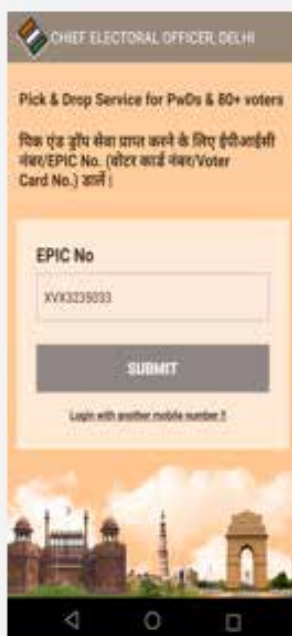 CHIEF ELECTORAL OFFICER, DELHI
Pick & Drop Service for PwDs & 80+ voters
पिक एंड ड्रॉप सेवा प्राप्त करने के लिए ईपीआईसी
नंबर/EPIC No. (वोटर कार्ड नंबर/Voter
Card No.) डालें |
EPIC No
XVX3235033
SUBMIT
Login with another mobile number !!